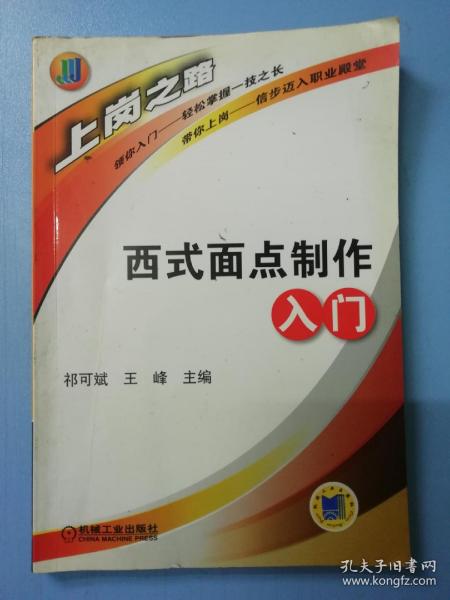 上岗之路
领你入门——轻松掌握一技之长
带你上岗——信步迈入职业殿堂
西式面点制作
入门
祁可斌 王 峰 主编
机械工业出版社
CHINA MACHINE PRESS
孔夫子旧书网
www.kongfz.com